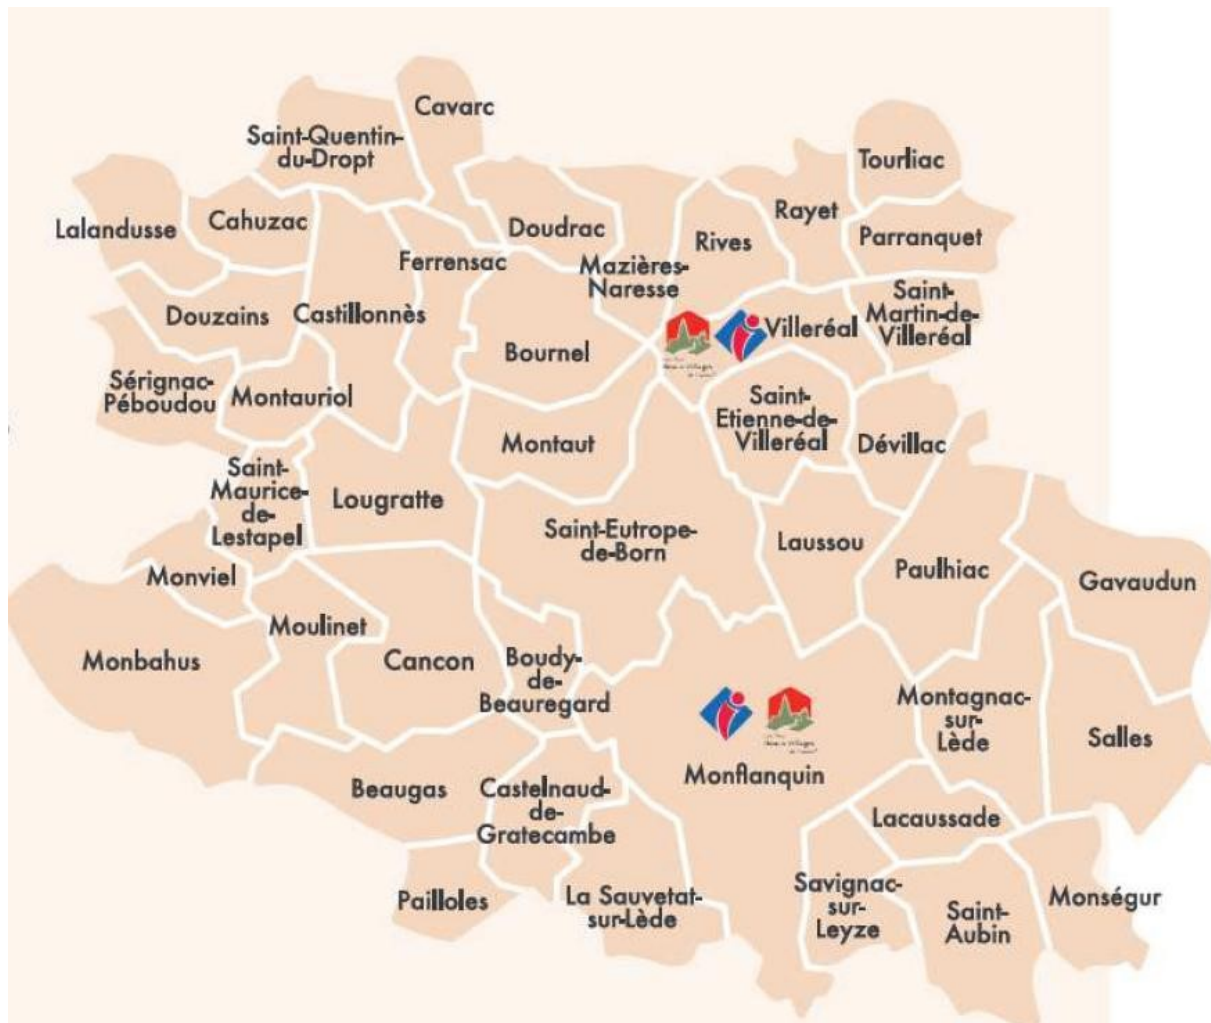 Cavarc
Saint-Quentin-
du-Dropt
Tourliac
Lalandusse
Cahuzac
Doudrac
Rayet
Rives
Parranquet
Ferrensac
Mazières-
Naresse
Douzains
Castillonnès
Saint-
Martin-de-
Villeréal
Villeréal
Bournel
Sérignac-
Péboudou
Montauriol
Saint-
Etienne-de-
Villeréal
Montaut
Dévillac
Saint-
Maurice-
de-
Lestapel
Lougratte
Saint-Eutrope-
de-Born
Laussou
Paulhiac
Gavaudun
Monviel
Moulinet
Monbahus
Cancon
Boudy-
de-
Beauregard
Montagnac-
sur-
Lède
Salles
Monflanquin
Beaugas
Castelnaud-
de-
Gratecambe
Lacaussade
Pailloles
La Sauvetat-
sur-Lède
Savignac-
sur-
Leyze
Saint-
Aubin
Monségur